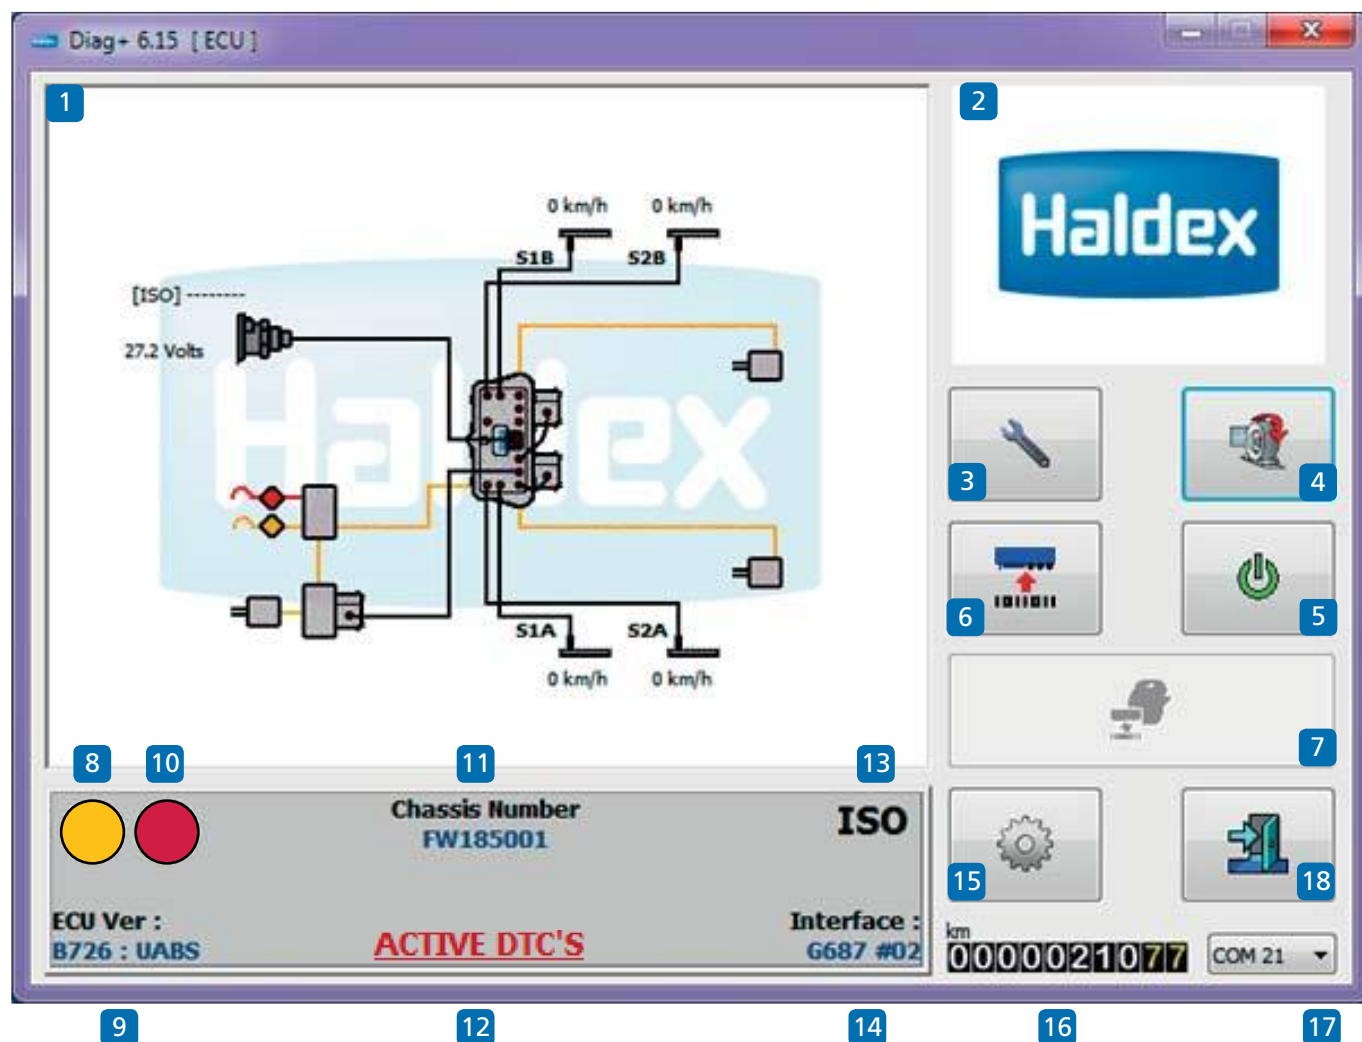 Diag+ 6.15 [ ECU ]
1
2
Haldex
0 km/h 0 km/h
S1B S2B
[ISO] --------
27.2 Volts
Haldex
3
4
1011011
6
5
S1A S2A
0 km/h 0 km/h
7
8 10 11 13
Chassis Number
FW185001
ISO
15
18
ECU Ver :
B726 : UABS
ACTIVE DTC'S
Interface :
G687 #02
km
0000021077
COM 21
9 12 14 16 17